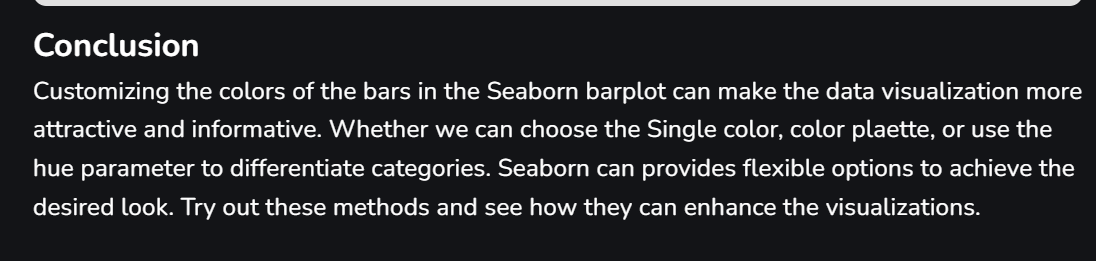 Conclusion
Customizing the colors of the bars in the Seaborn barplot can make the data visualization more
attractive and informative. Whether we can choose the Single color, color plaette, or use the
hue parameter to differentiate categories. Seaborn can provides flexible options to achieve the
desired look. Try out these methods and see how they can enhance the visualizations.